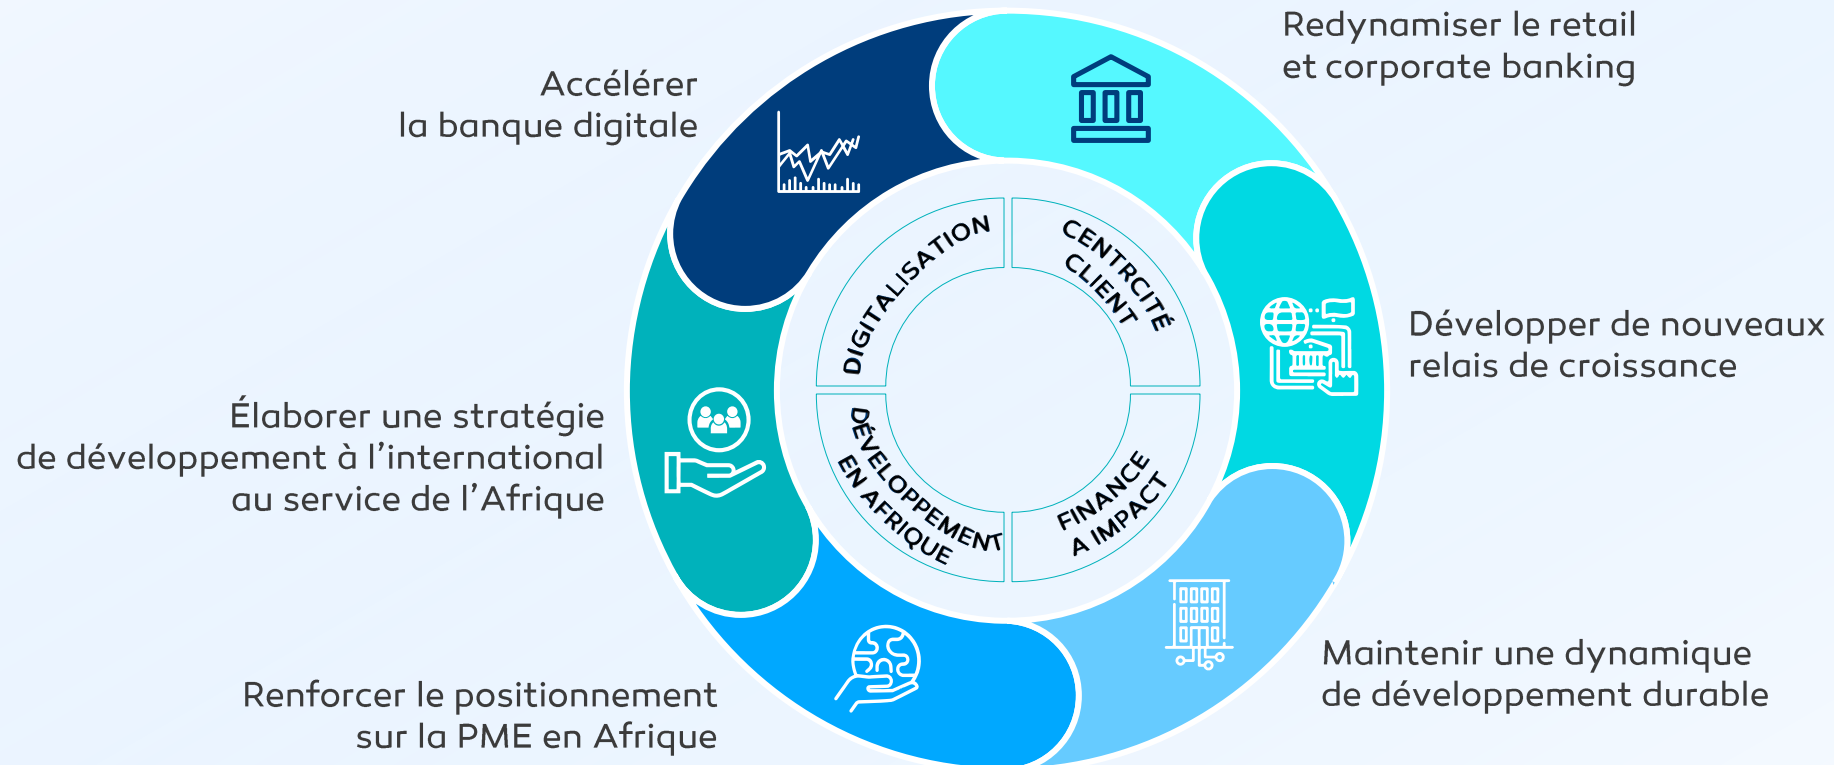 Accélérer
la banque digitale
Redynamiser le retail
et corporate banking
Développer de nouveaux
relais de croissance
Maintenir une dynamique
de développement durable
Renforcer le positionnement
sur la PME en Afrique
Élaborer une stratégie
de développement à l'international
au service de l'Afrique
DIGITALISATION
CENTRCITÉ
CLIENT
FINANCE
A IMPACT
DÉVELOPPEMENT
EN AFRIQUE